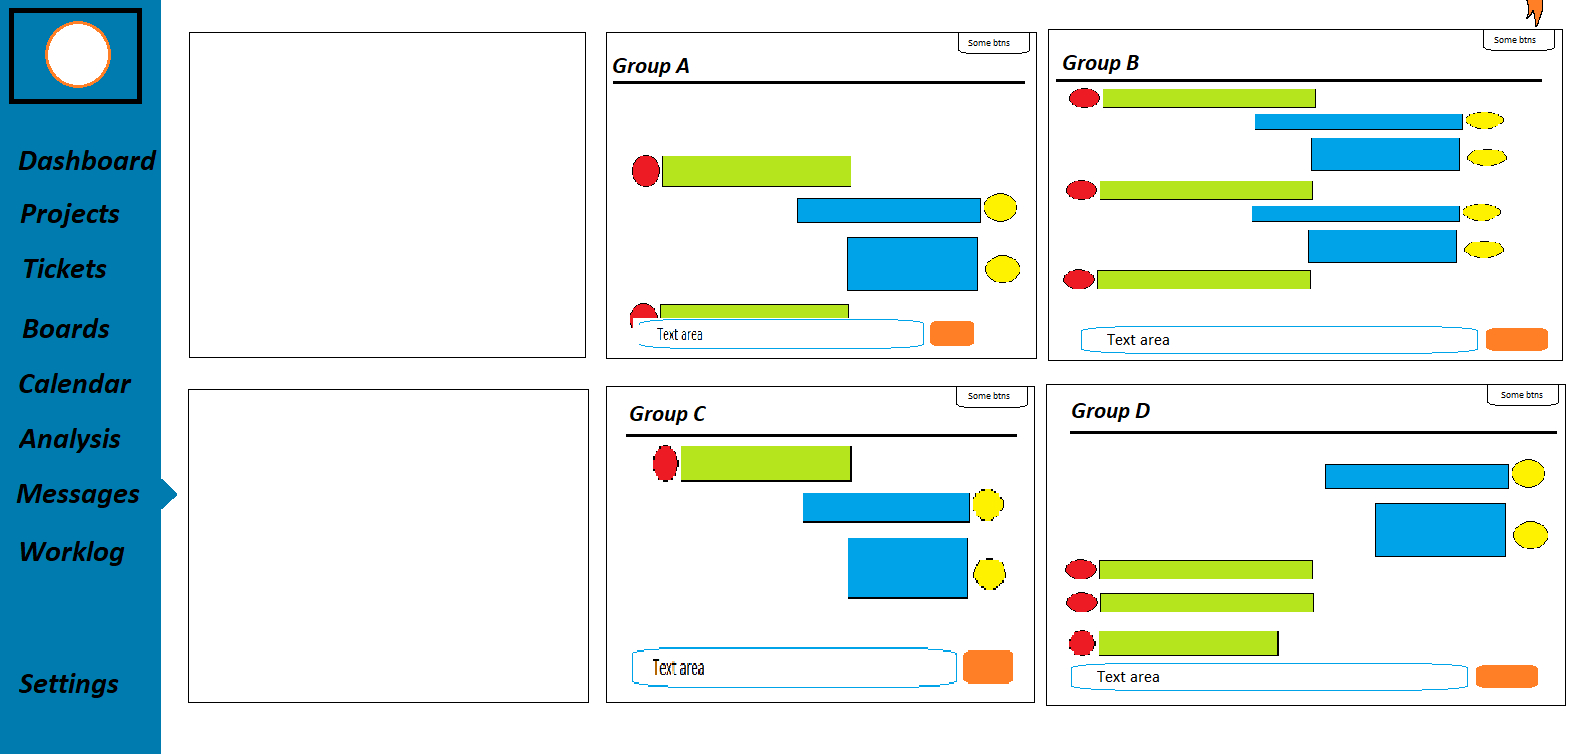 Dashboard
Projects
Tickets
Boards
Calendar
Analysis
Messages
Worklog
Settings
Some btns
Group A
Text area
Some btns
Group B
Text area
Some btns
Group C
Text area
Some btns
Group D
Text area